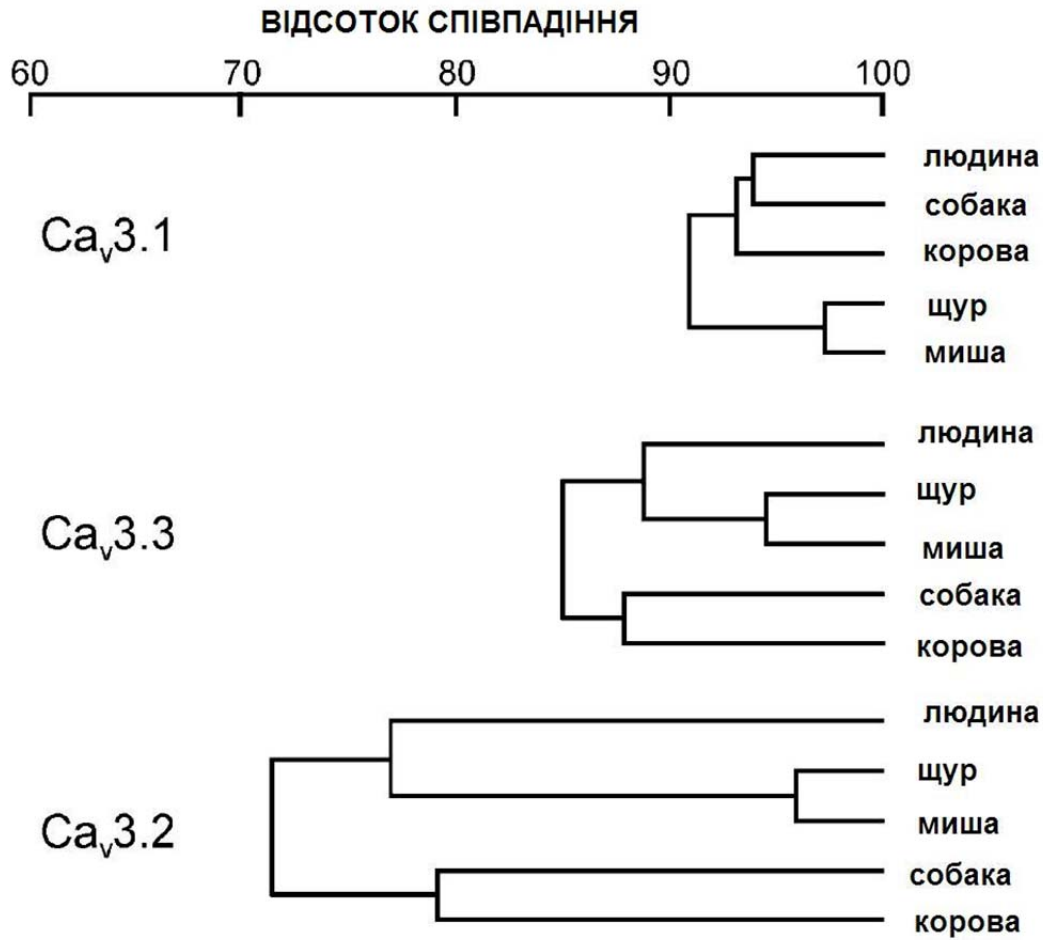 ВІДСОТОК СПІВПАДІННЯ
60 70 80 90 100
Caᵥ3.1
людина
собака
корова
щур
миша
Caᵥ3.3
людина
щур
миша
собака
корова
Caᵥ3.2
людина
щур
миша
собака
корова